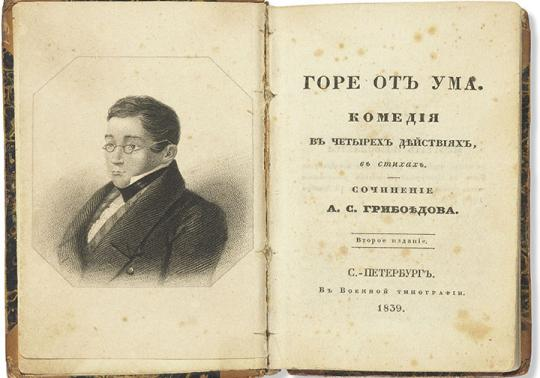 ГОРЕ ОТЪ УМА.
КОМЕДІЯ
ВЪ ЧЕТЫРЕХЪ ДѢЙСТВІЯХЪ,
въ стихахъ.
СОЧИНЕНІЕ
А. С. ГРИБОѢДОВА.
Второе изданіе.
С.-ПЕТЕРБУРГЪ.
Въ Военной типографіи.
1839.